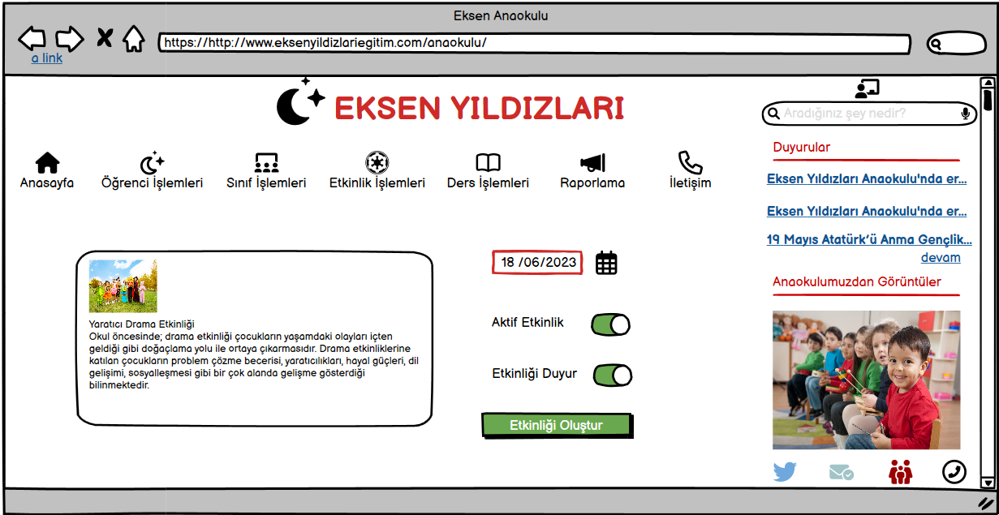 Eksen Anaokulu
https://http://www.eksenyildizlariegitim.com/anaokulu/
a link
EKSEN YILDIZLARI
Aradığınız şey nedir?
Anasayfa
Öğrenci İşlemleri
Sınıf İşlemleri
Etkinlik İşlemleri
Ders İşlemleri
Raporlama
İletişim
Yaratıcı Drama Etkinliği
Okul öncesinde; drama etkinliği çocukların yaşamdaki olayları içten
geldiği gibi doğaçlama yolu ile ortaya çıkarmasıdır. Drama etkinliklerine
katılan çocukların problem çözme becerisi, yaratıcılıkları, hayal güçleri, dil
gelişimi, sosyalleşmesi gibi bir çok alanda gelişme gösterdiği
bilinmektedir.
18 /06/2023
Aktif Etkinlik
Etkinliği Duyur
Etkinliği Oluştur
Duyurular
Eksen Yıldızları Anaokulu'nda er...
Eksen Yıldızları Anaokulu'nda er...
19 Mayıs Atatürk’ü Anma Gençlik...
devam
Anaokulumuzdan Görüntüler